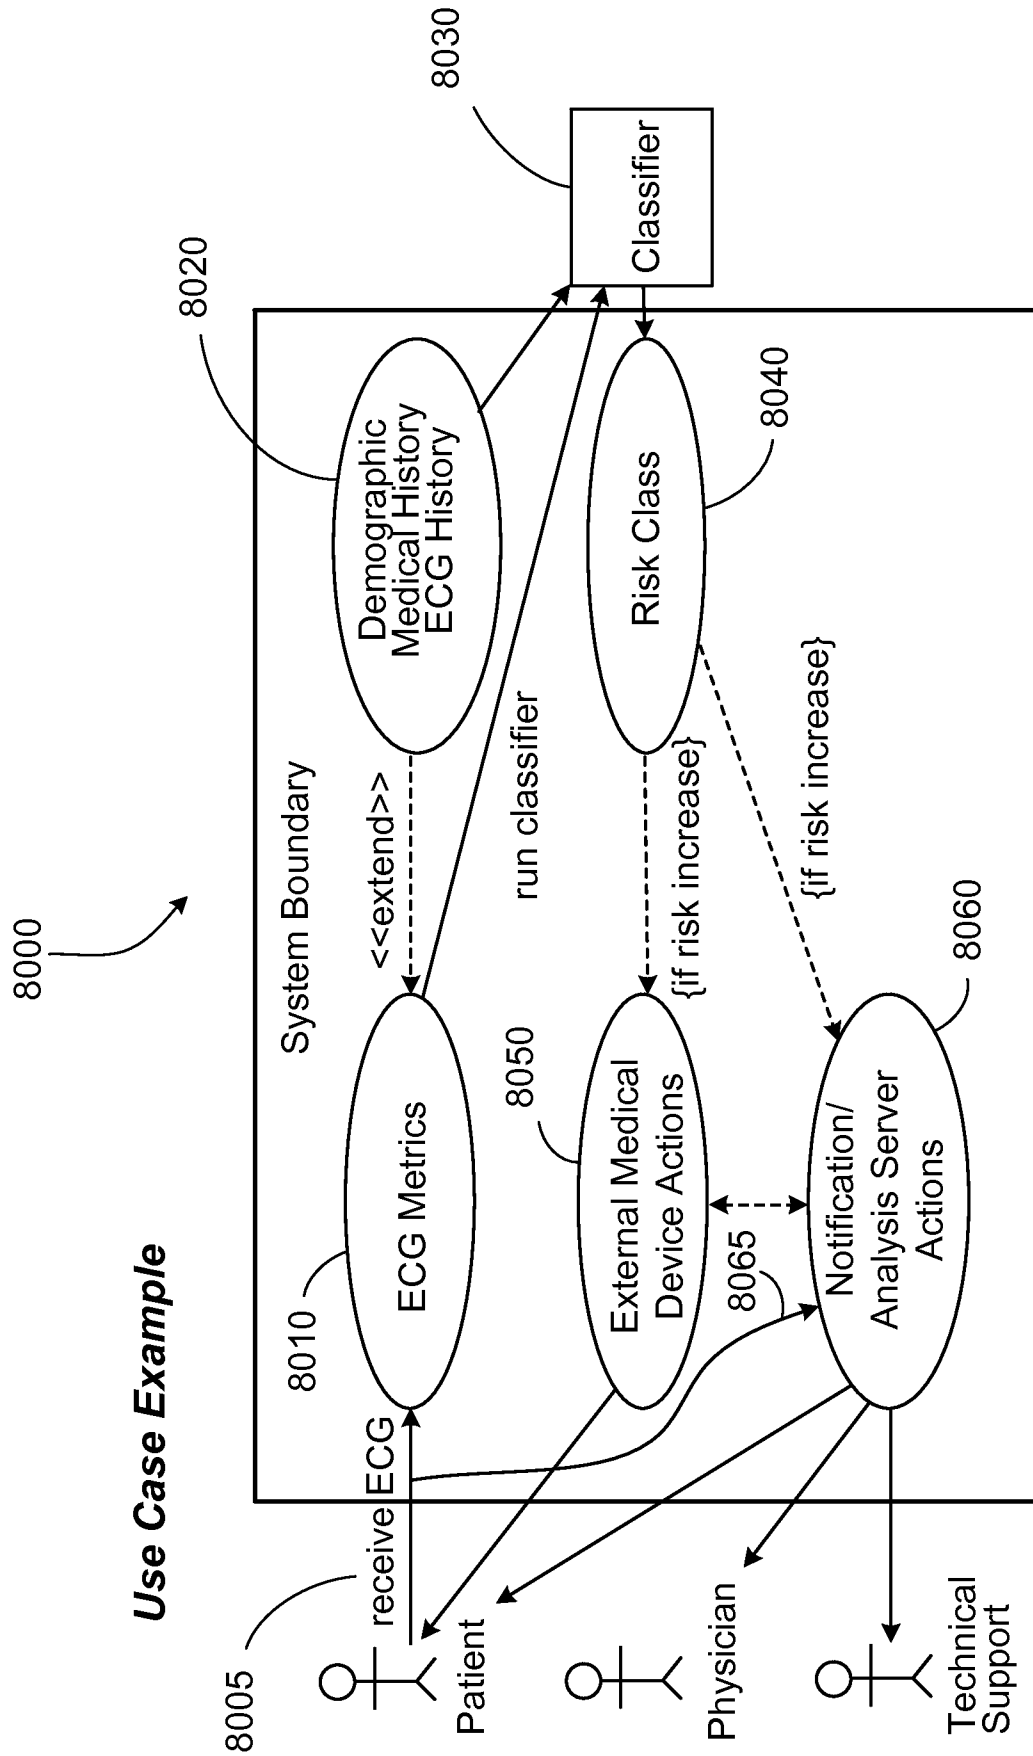 Use Case Example
8000
System Boundary
8005
receive ECG
Patient
Physician
Technical
Support
8010
ECG Metrics
<<extend>>
8020
Demographic
Medical History
ECG History
run classifier
8030
Classifier
8040
Risk Class
{if risk increase}
{if risk increase}
8050
External Medical
Device Actions
8065
8060
Notification/
Analysis Server
Actions